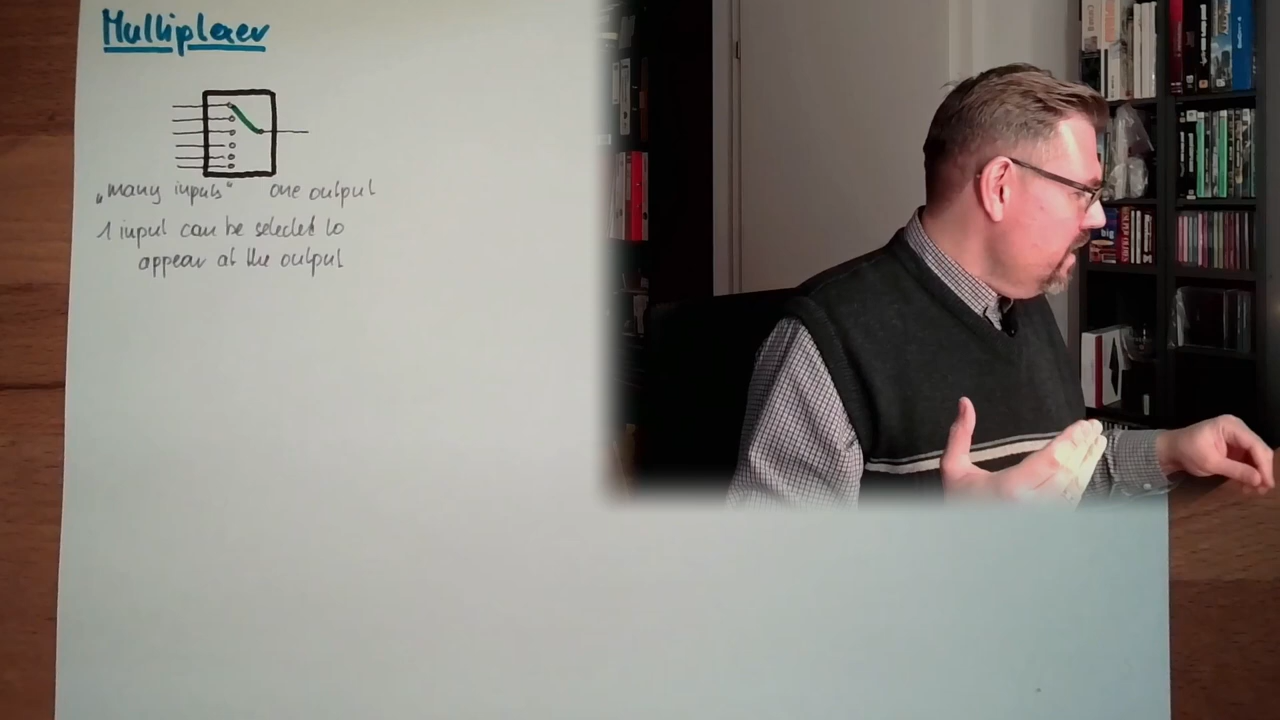 Multiplexer
„many inputs“ one output
1 input can be selected to
appear at the output